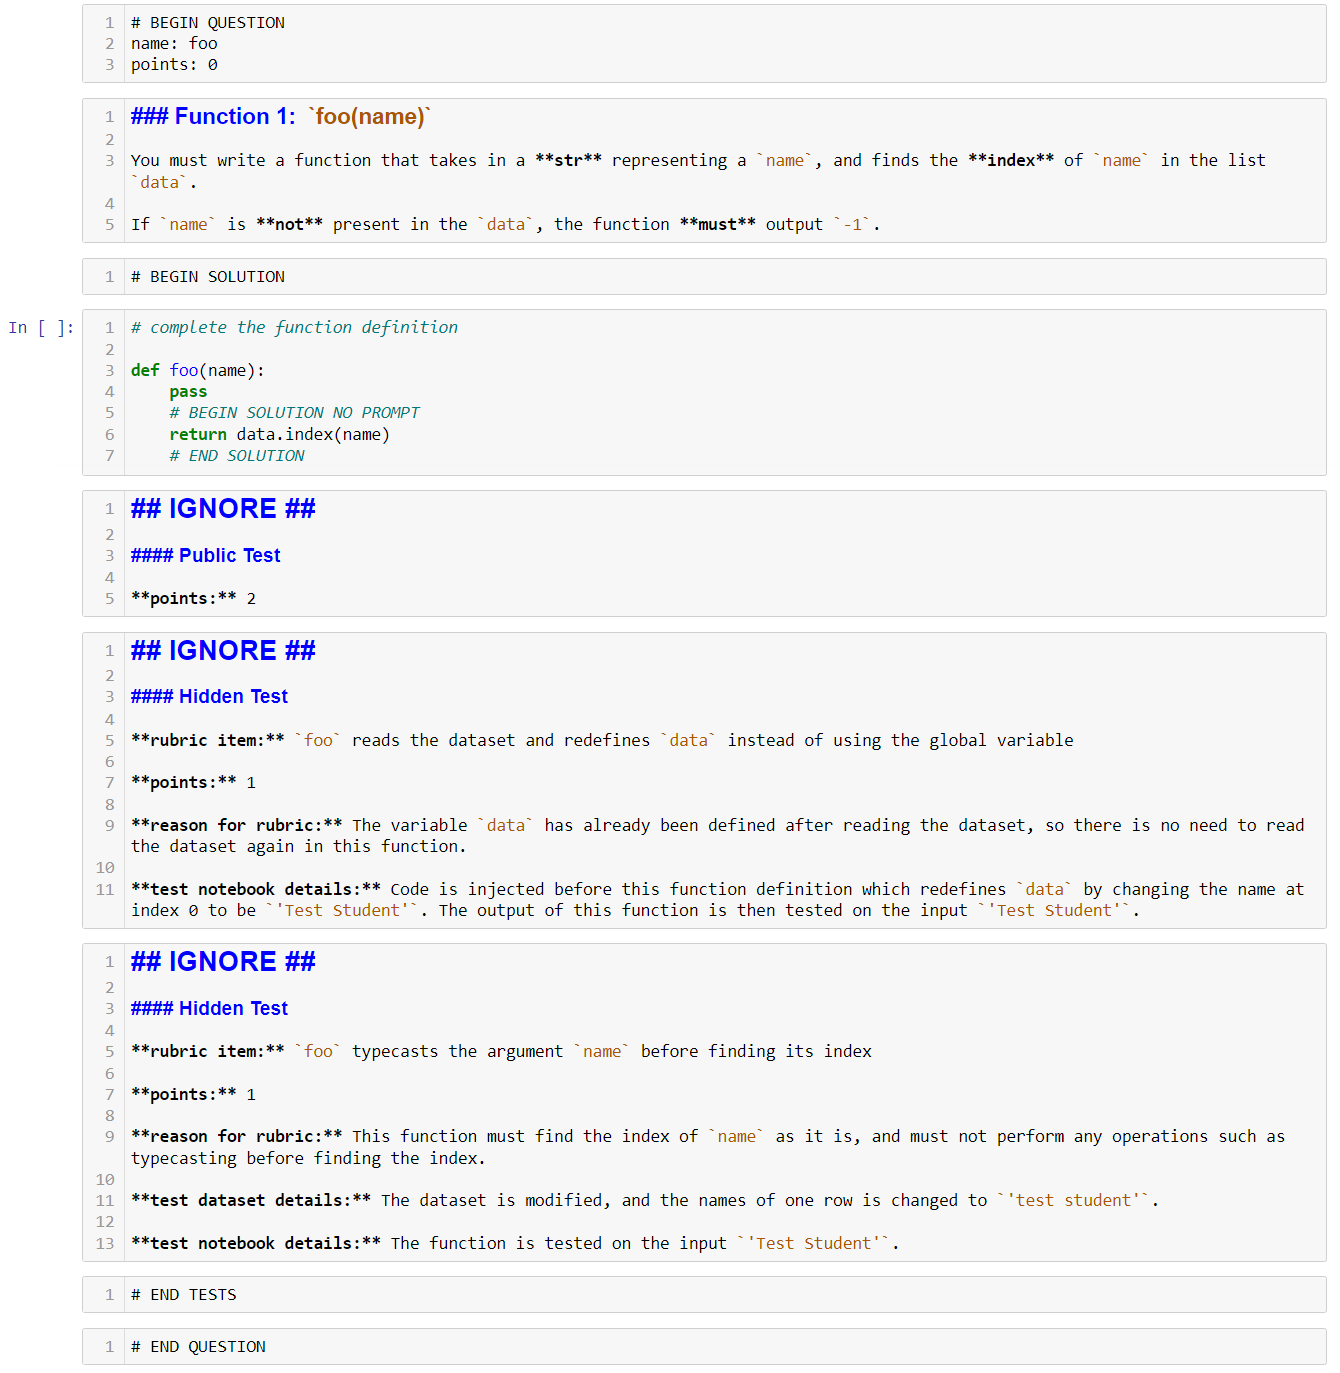 1 # BEGIN QUESTION
2 name: foo
3 points: 0
1 ### Function 1: `foo(name)`
2
3 You must write a function that takes in a **str** representing a `name`, and finds the **index** of `name` in the list
`data`.
4
5 If `name` is **not** present in the `data`, the function **must** output `-1`.
1 # BEGIN SOLUTION
In [ ]: 1 # complete the function definition
2
3 def foo(name):
4     pass
5     # BEGIN SOLUTION NO PROMPT
6     return data.index(name)
7     # END SOLUTION
1 ## IGNORE ##
2
3 #### Public Test
4
5 **points:** 2
1 ## IGNORE ##
2
3 #### Hidden Test
4
5 **rubric item:** `foo` reads the dataset and redefines `data` instead of using the global variable
6
7 **points:** 1
8
9 **reason for rubric:** The variable `data` has already been defined after reading the dataset, so there is no need to read
the dataset again in this function.
10
11 **test notebook details:** Code is injected before this function definition which redefines `data` by changing the name at
index 0 to be `'Test Student'`. The output of this function is then tested on the input `'Test Student'`.
1 ## IGNORE ##
2
3 #### Hidden Test
4
5 **rubric item:** `foo` typecasts the argument `name` before finding its index
6
7 **points:** 1
8
9 **reason for rubric:** This function must find the index of `name` as it is, and must not perform any operations such as
typecasting before finding the index.
10
11 **test dataset details:** The dataset is modified, and the names of one row is changed to `'test student'`.
12
13 **test notebook details:** The function is tested on the input `'Test Student'`.
1 # END TESTS
1 # END QUESTION